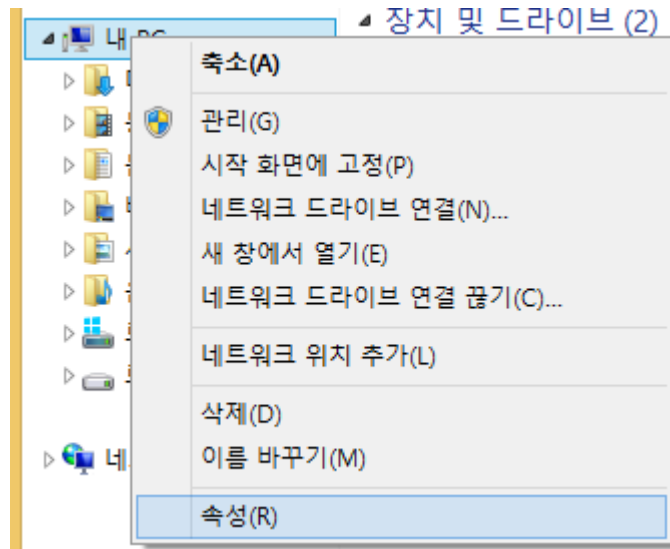 장치 및 드라이브 (2)
내 PC
축소(A)
관리(G)
시작 화면에 고정(P)
네트워크 드라이브 연결(N)...
새 창에서 열기(E)
네트워크 드라이브 연결 끊기(C)...
네트워크 위치 추가(L)
삭제(D)
이름 바꾸기(M)
네
속성(R)